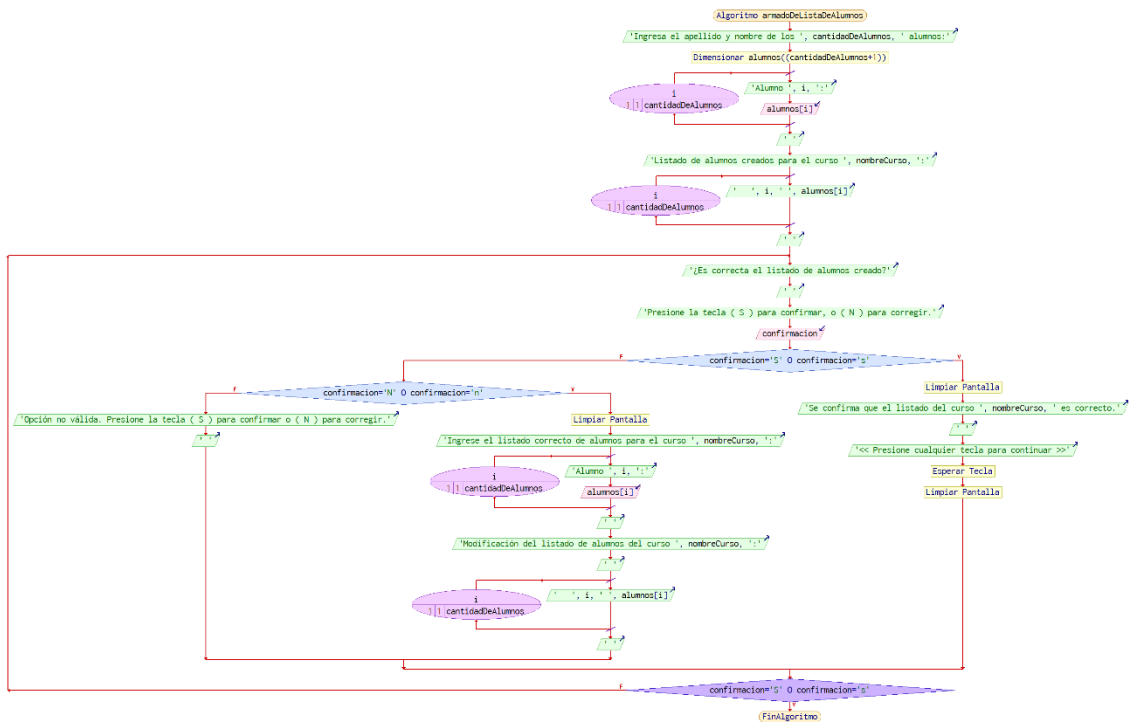 Algoritmo armadoDeListaDeAlumnos
'Ingresa el apellido y nombre de los ', cantidadDeAlumnos, ' alumnos:'
Dimensionar alumnos((cantidadDeAlumnos+1))
i
1 1 cantidadDeAlumnos
'Alumno ', i, ':'
alumnos[i]
' '
'Listado de alumnos creados para el curso ', nombreCurso, ':'
i
1 1 cantidadDeAlumnos
'   ', i, ' ', alumnos[i]
' '
'¿Es correcta el listado de alumnos creado?'
' '
'Presione la tecla ( S ) para confirmar, o ( N ) para corregir.'
confirmacion
F
confirmacion='S' O confirmacion='s'
V
F
confirmacion='N' O confirmacion='n'
V
'Opción no válida. Presione la tecla ( S ) para confirmar o ( N ) para corregir.'
' '
Limpiar Pantalla
'Ingrese el listado correcto de alumnos para el curso ', nombreCurso, ':'
i
1 1 cantidadDeAlumnos
'Alumno ', i, ':'
alumnos[i]
' '
'Modificación del listado de alumnos del curso ', nombreCurso, ':'
' '
i
1 1 cantidadDeAlumnos
'   ', i, ' ', alumnos[i]
' '
Limpiar Pantalla
'Se confirma que el listado del curso ', nombreCurso, ' es correcto.'
' '
'<< Presione cualquier tecla para continuar >>'
Esperar Tecla
Limpiar Pantalla
F
confirmacion='S' O confirmacion='s'
V
FinAlgoritmo